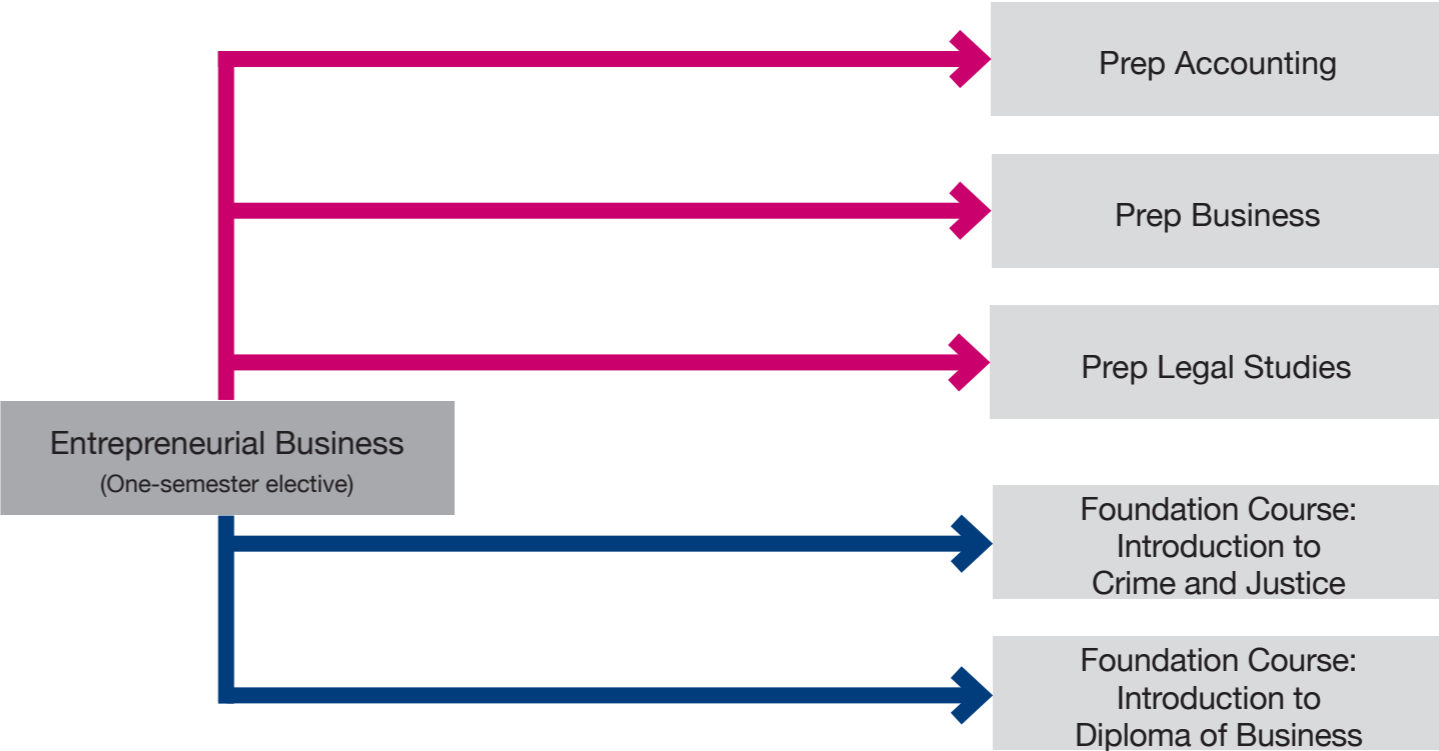 Prep Accounting
Prep Business
Prep Legal Studies
Entrepreneurial Business
(One-semester elective)
Foundation Course:
Introduction to
Crime and Justice
Foundation Course:
Introduction to
Diploma of Business